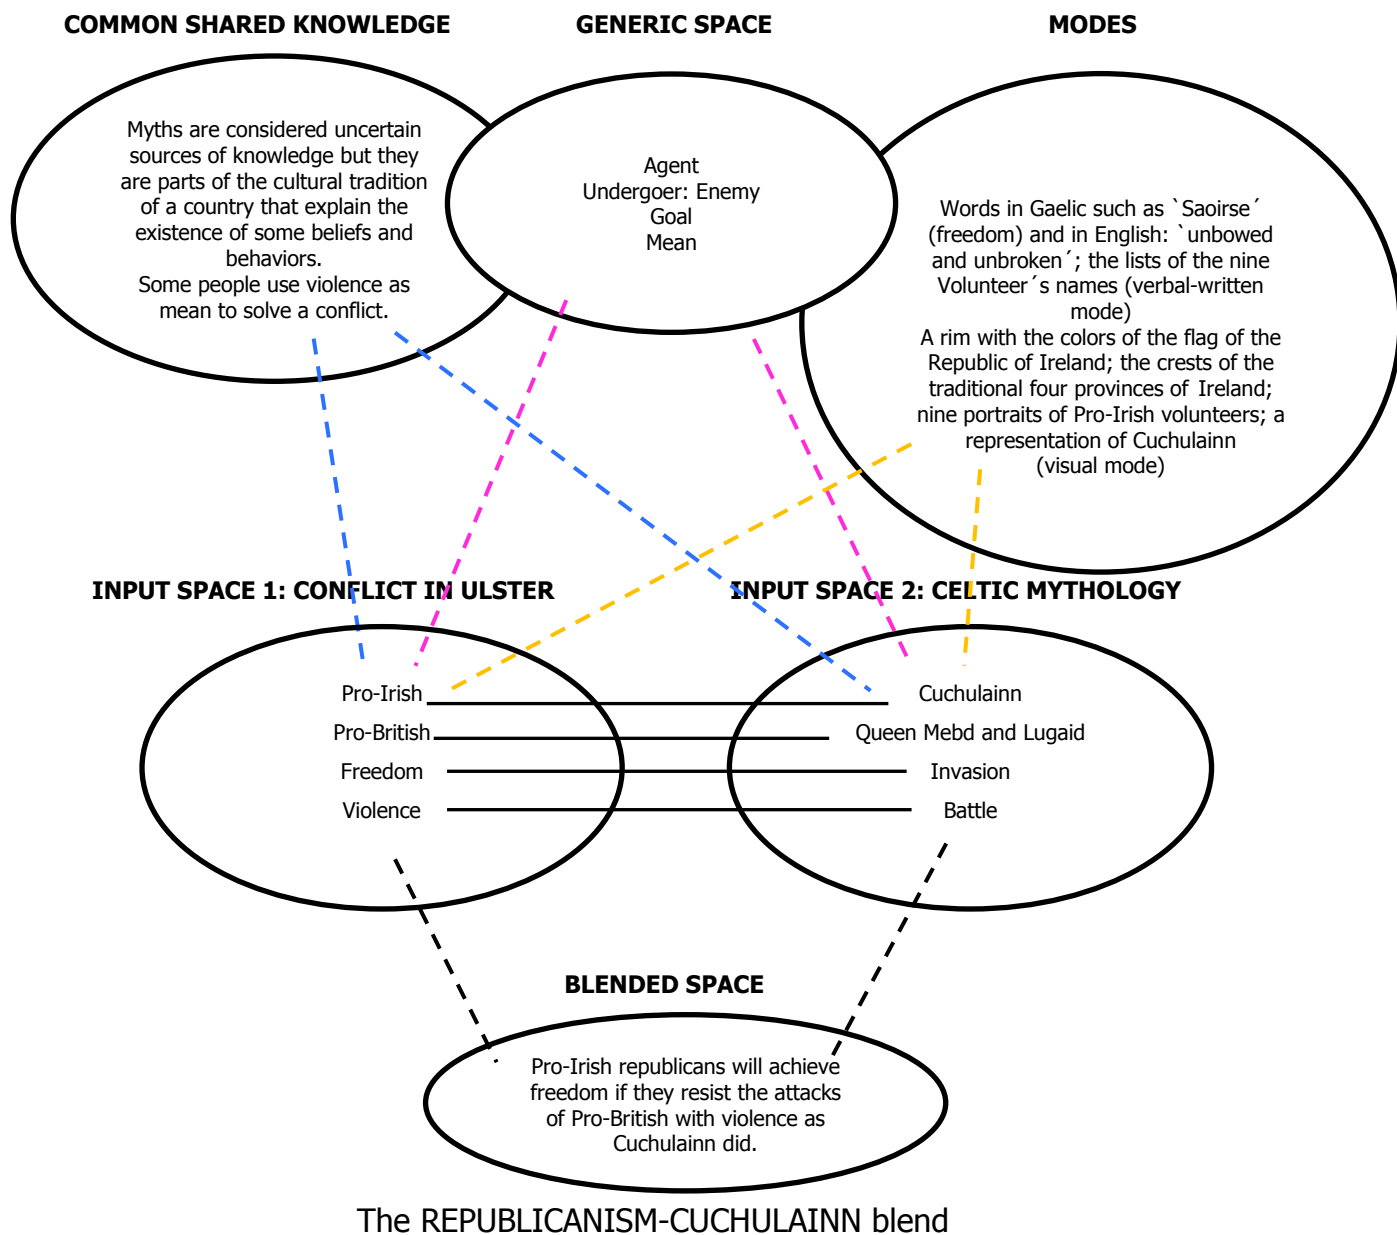 COMMON SHARED KNOWLEDGE
Myths are considered uncertain
sources of knowledge but they
are parts of the cultural tradition
of a country that explain the
existence of some beliefs and
behaviors.
Some people use violence as
mean to solve a conflict.
GENERIC SPACE
Agent
Undergoer: Enemy
Goal
Mean
MODES
Words in Gaelic such as `Saoirse´
(freedom) and in English: `unbowed
and unbroken´; the lists of the nine
Volunteer´s names (verbal-written
mode)
A rim with the colors of the flag of the
Republic of Ireland; the crests of the
traditional four provinces of Ireland;
nine portraits of Pro-Irish volunteers; a
representation of Cuchulainn
(visual mode)
INPUT SPACE 1: CONFLICT IN ULSTER
Pro-Irish
Pro-British
Freedom
Violence
INPUT SPACE 2: CELTIC MYTHOLOGY
Cuchulainn
Queen Mebd and Lugaid
Invasion
Battle
BLENDED SPACE
Pro-Irish republicans will achieve
freedom if they resist the attacks
of Pro-British with violence as
Cuchulainn did.
The REPUBLICANISM-CUCHULAINN blend